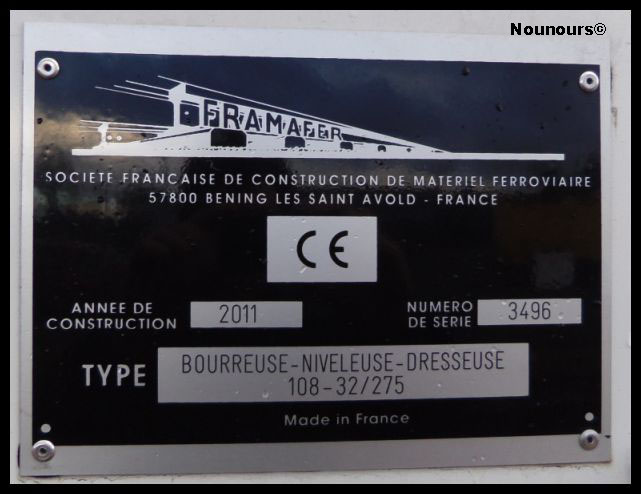 Nounours©
FRAMAFER
SOCIETE FRANCAISE DE CONSTRUCTION DE MATERIEL FERROVIAIRE
57800 BENING LES SAINT AVOLD - FRANCE
CE
ANNEE DE
CONSTRUCTION
2011
NUMERO
DE SERIE
3496
TYPE
BOURREUSE-NIVELEUSE-DRESSEUSE
108-32/275
Made in France